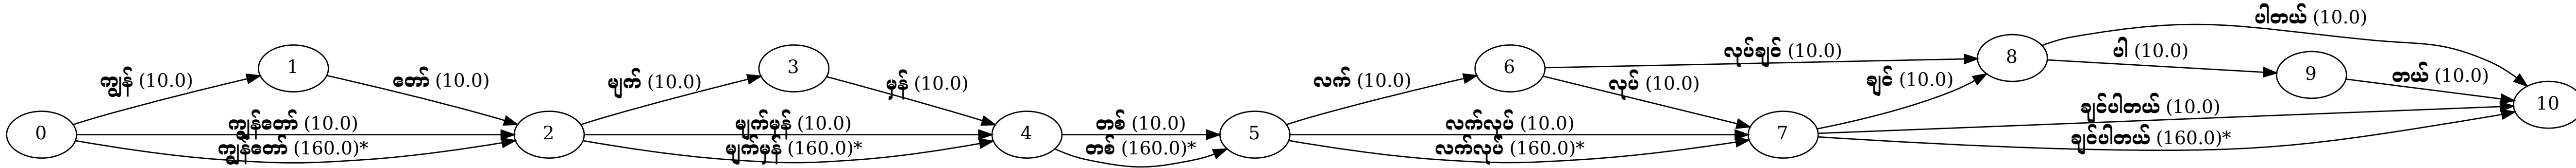 ပါတယ် (10.0)
ကျွန် (10.0)
1
တော် (10.0)
မျက် (10.0)
3
မှန် (10.0)
လက် (10.0)
6
လုပ်ချင် (10.0)
လုပ် (10.0)
ချင် (10.0)
8
ပါ (10.0)
9
တယ် (10.0)
0
ကျွန်တော် (10.0)
ကျွန်တော် (160.0)*
2
မျက်မှန် (10.0)
မျက်မှန် (160.0)*
4
တစ် (10.0)
တစ် (160.0)*
5
လက်လုပ် (10.0)
လက်လုပ် (160.0)*
7
ချင်ပါတယ် (10.0)
ချင်ပါတယ် (160.0)*
10